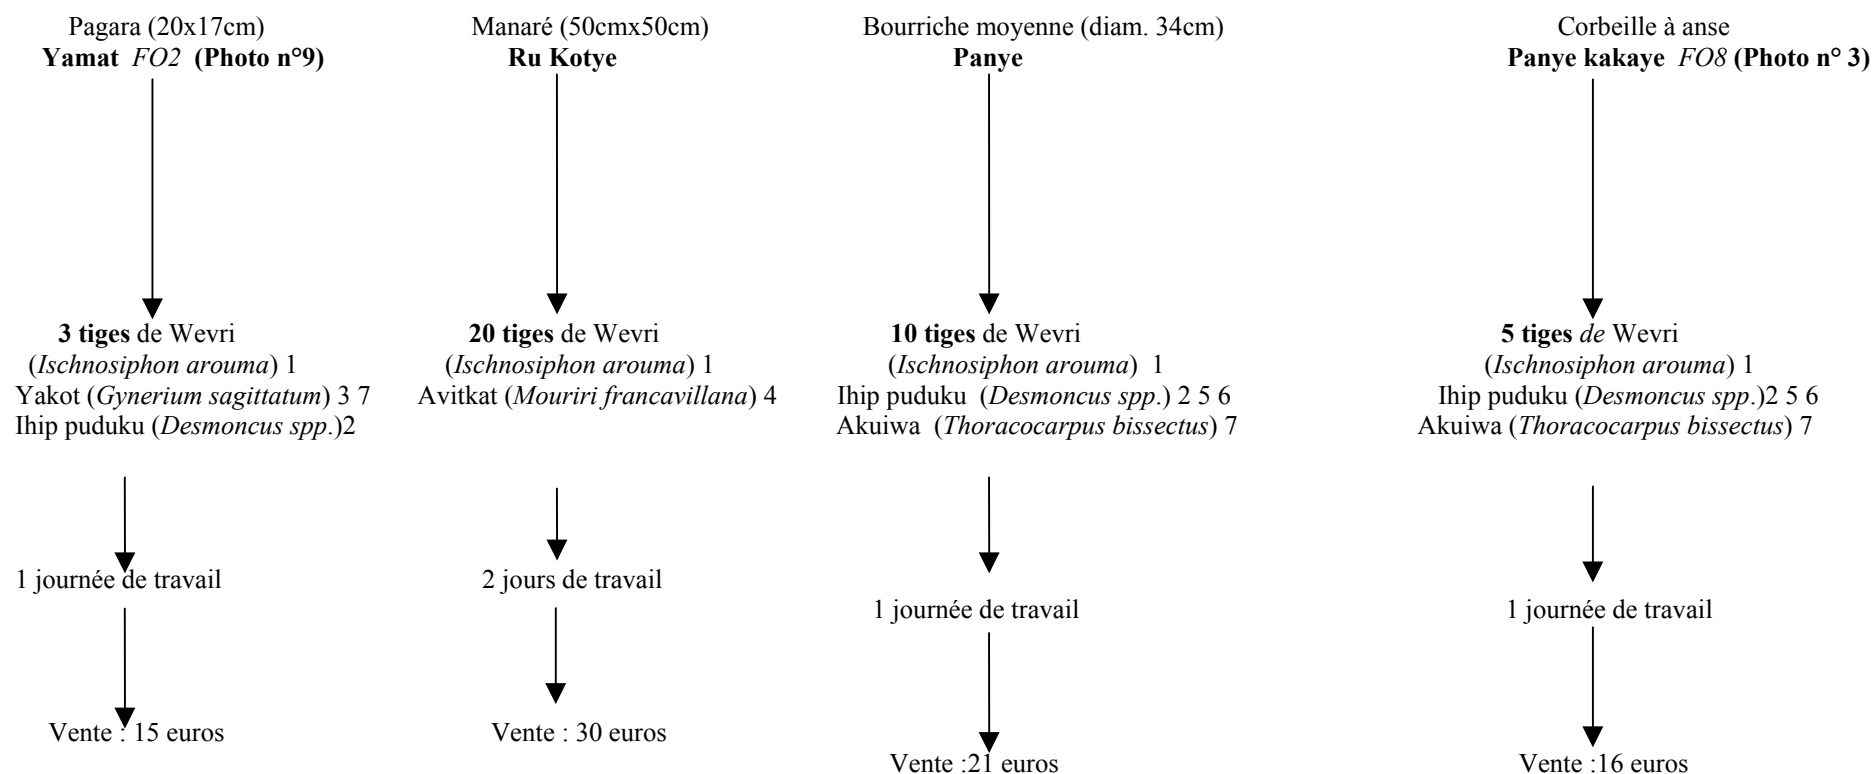 Pagara (20x17cm)
Yamat FO2 (Photo n°9)
3 tiges de Wevri
(Ischnosiphon arouma) 1
Yakot (Gynerium sagittatum) 3 7
Ihip puduku (Desmoncus spp.)2
1 journée de travail
Vente : 15 euros
Manaré (50cmx50cm)
Ru Kotye
20 tiges de Wevri
(Ischnosiphon arouma) 1
Avitkat (Mouriri francavillana) 4
2 jours de travail
Vente : 30 euros
Bourriche moyenne (diam. 34cm)
Panye
10 tiges de Wevri
(Ischnosiphon arouma) 1
Ihip puduku (Desmoncus spp.) 2 5 6
Akuiwa (Thoracocarpus bissectus) 7
1 journée de travail
Vente :21 euros
Corbeille à anse
Panye kakaye FO8 (Photo n° 3)
5 tiges de Wevri
(Ischnosiphon arouma) 1
Ihip puduku (Desmoncus spp.)2 5 6
Akuiwa (Thoracocarpus bissectus) 7
1 journée de travail
Vente :16 euros